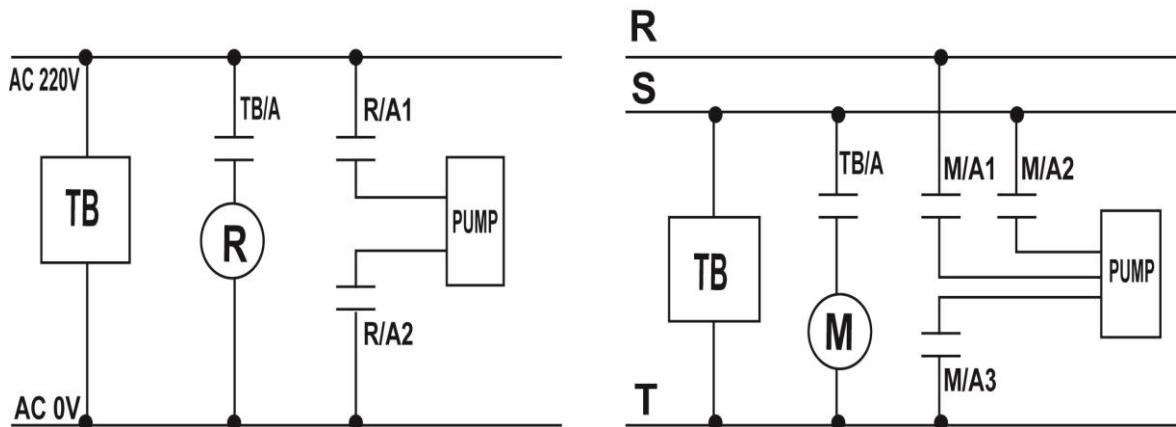 AC 220V
TB/A
R/A1
TB
R
PUMP
R/A2
AC 0V
R
S
TB/A
M/A1
M/A2
TB
M
PUMP
M/A3
T